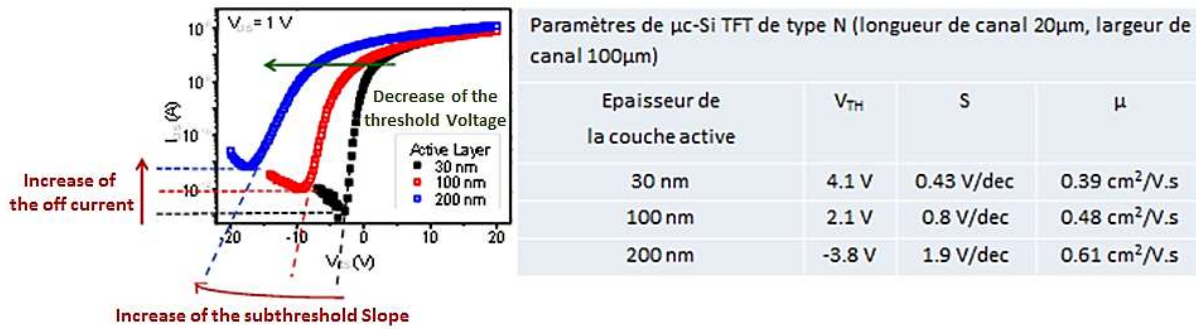 V_DS = 1 V
Decrease of the
threshold Voltage
I_DS (A)
Active Layer
30 nm
100 nm
200 nm
Increase of
the off current
-20 -10 0 10 20
V_GS (V)
Increase of the subthreshold Slope
Paramètres de µc-Si TFT de type N (longueur de canal 20µm, largeur de
canal 100µm)
Epaisseur de
la couche active V_TH S µ
30 nm 4.1 V 0.43 V/dec 0.39 cm²/V.s
100 nm 2.1 V 0.8 V/dec 0.48 cm²/V.s
200 nm -3.8 V 1.9 V/dec 0.61 cm²/V.s